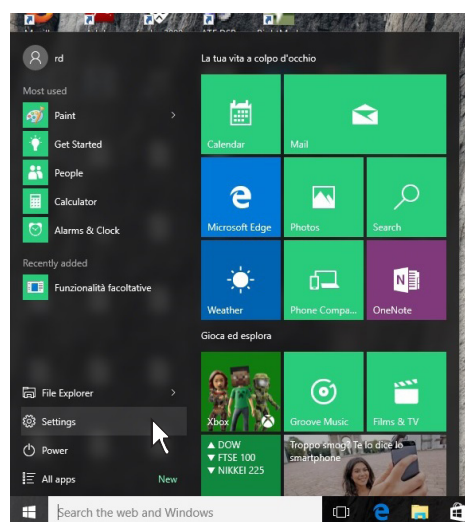 rd
Most used
Paint
Get Started
People
Calculator
Alarms & Clock
Recently added
Funzionalità facoltative
File Explorer
Settings
Power
All apps New
La tua vita a colpo d'occhio
Calendar
Mail
Microsoft Edge
Photos
Search
Weather
Phone Compa...
OneNote
Gioca ed esplora
Xbox
Groove Music
Films & TV
▲ DOW
▼ FTSE 100
▼ NIKKEI 225
Troppo smog? Te lo dice lo
smartphone
Search the web and Windows